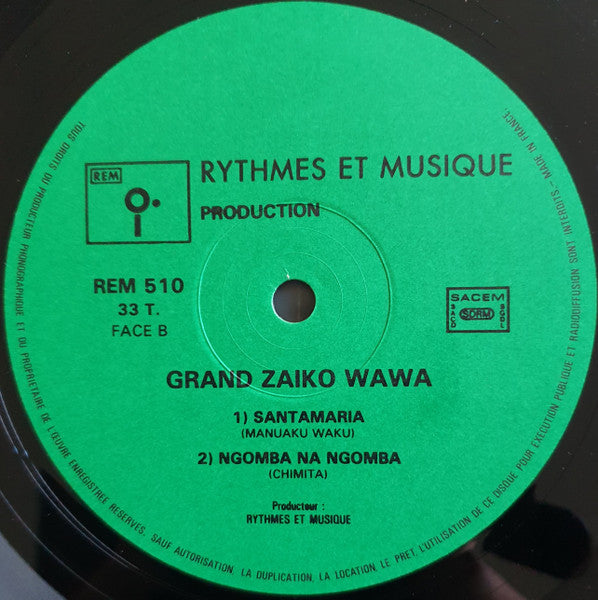 REM
RYTHMES ET MUSIQUE
PRODUCTION
REM 510
33 T.
FACE B
SACEM
SACD SDRM SGDL
GRAND ZAIKO WAWA
1) SANTAMARIA
(MANUAKU WAKU)
2) NGOMBA NA NGOMBA
(CHIMITA)
Producteur :
RYTHMES ET MUSIQUE
TOUS DROITS DU PRODUCTEUR PHONOGRAPHIQUE ET DU PROPRIETAIRE DE L'ŒUVRE ENREGISTREE RESERVES. SAUF AUTORISATION, LA DUPLICATION, LA LOCATION, LE PRET, L'UTILISATION DE CE DISQUE POUR EXECUTION PUBLIQUE ET RADIODIFFUSION SONT INTERDITS - MADE IN FRANCE.